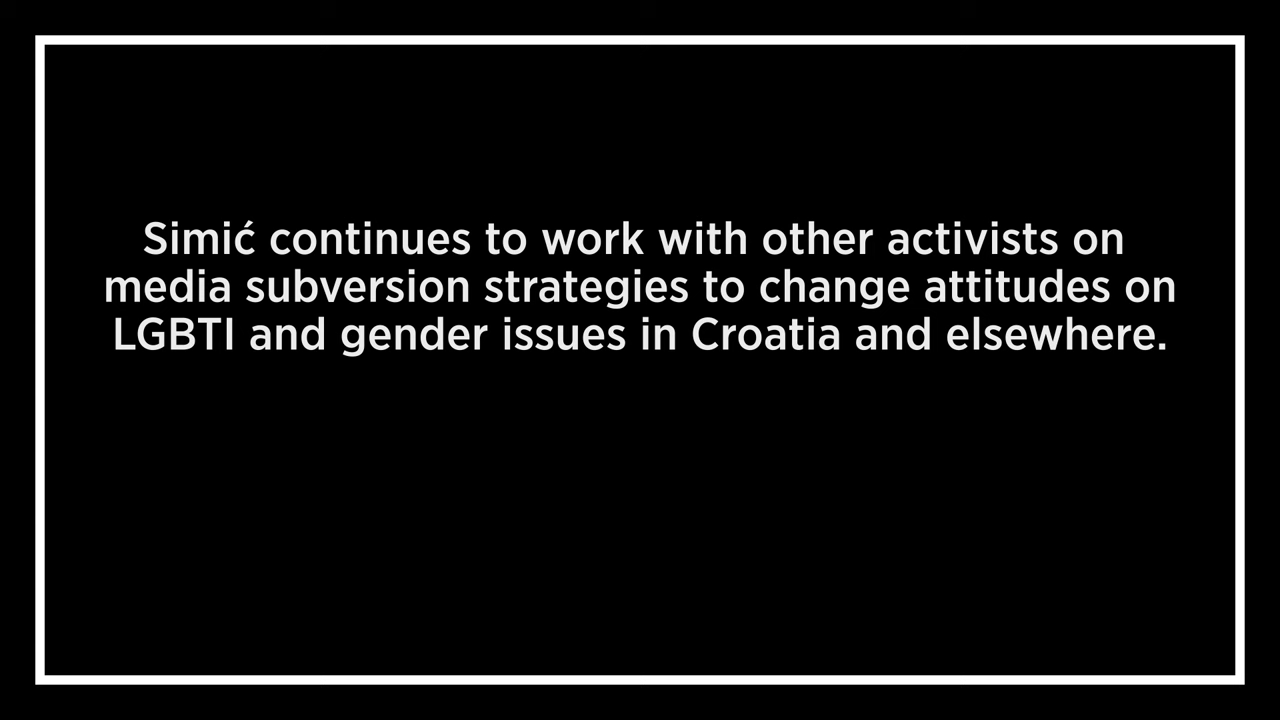 Simić continues to work with other activists on
media subversion strategies to change attitudes on
LGBTI and gender issues in Croatia and elsewhere.